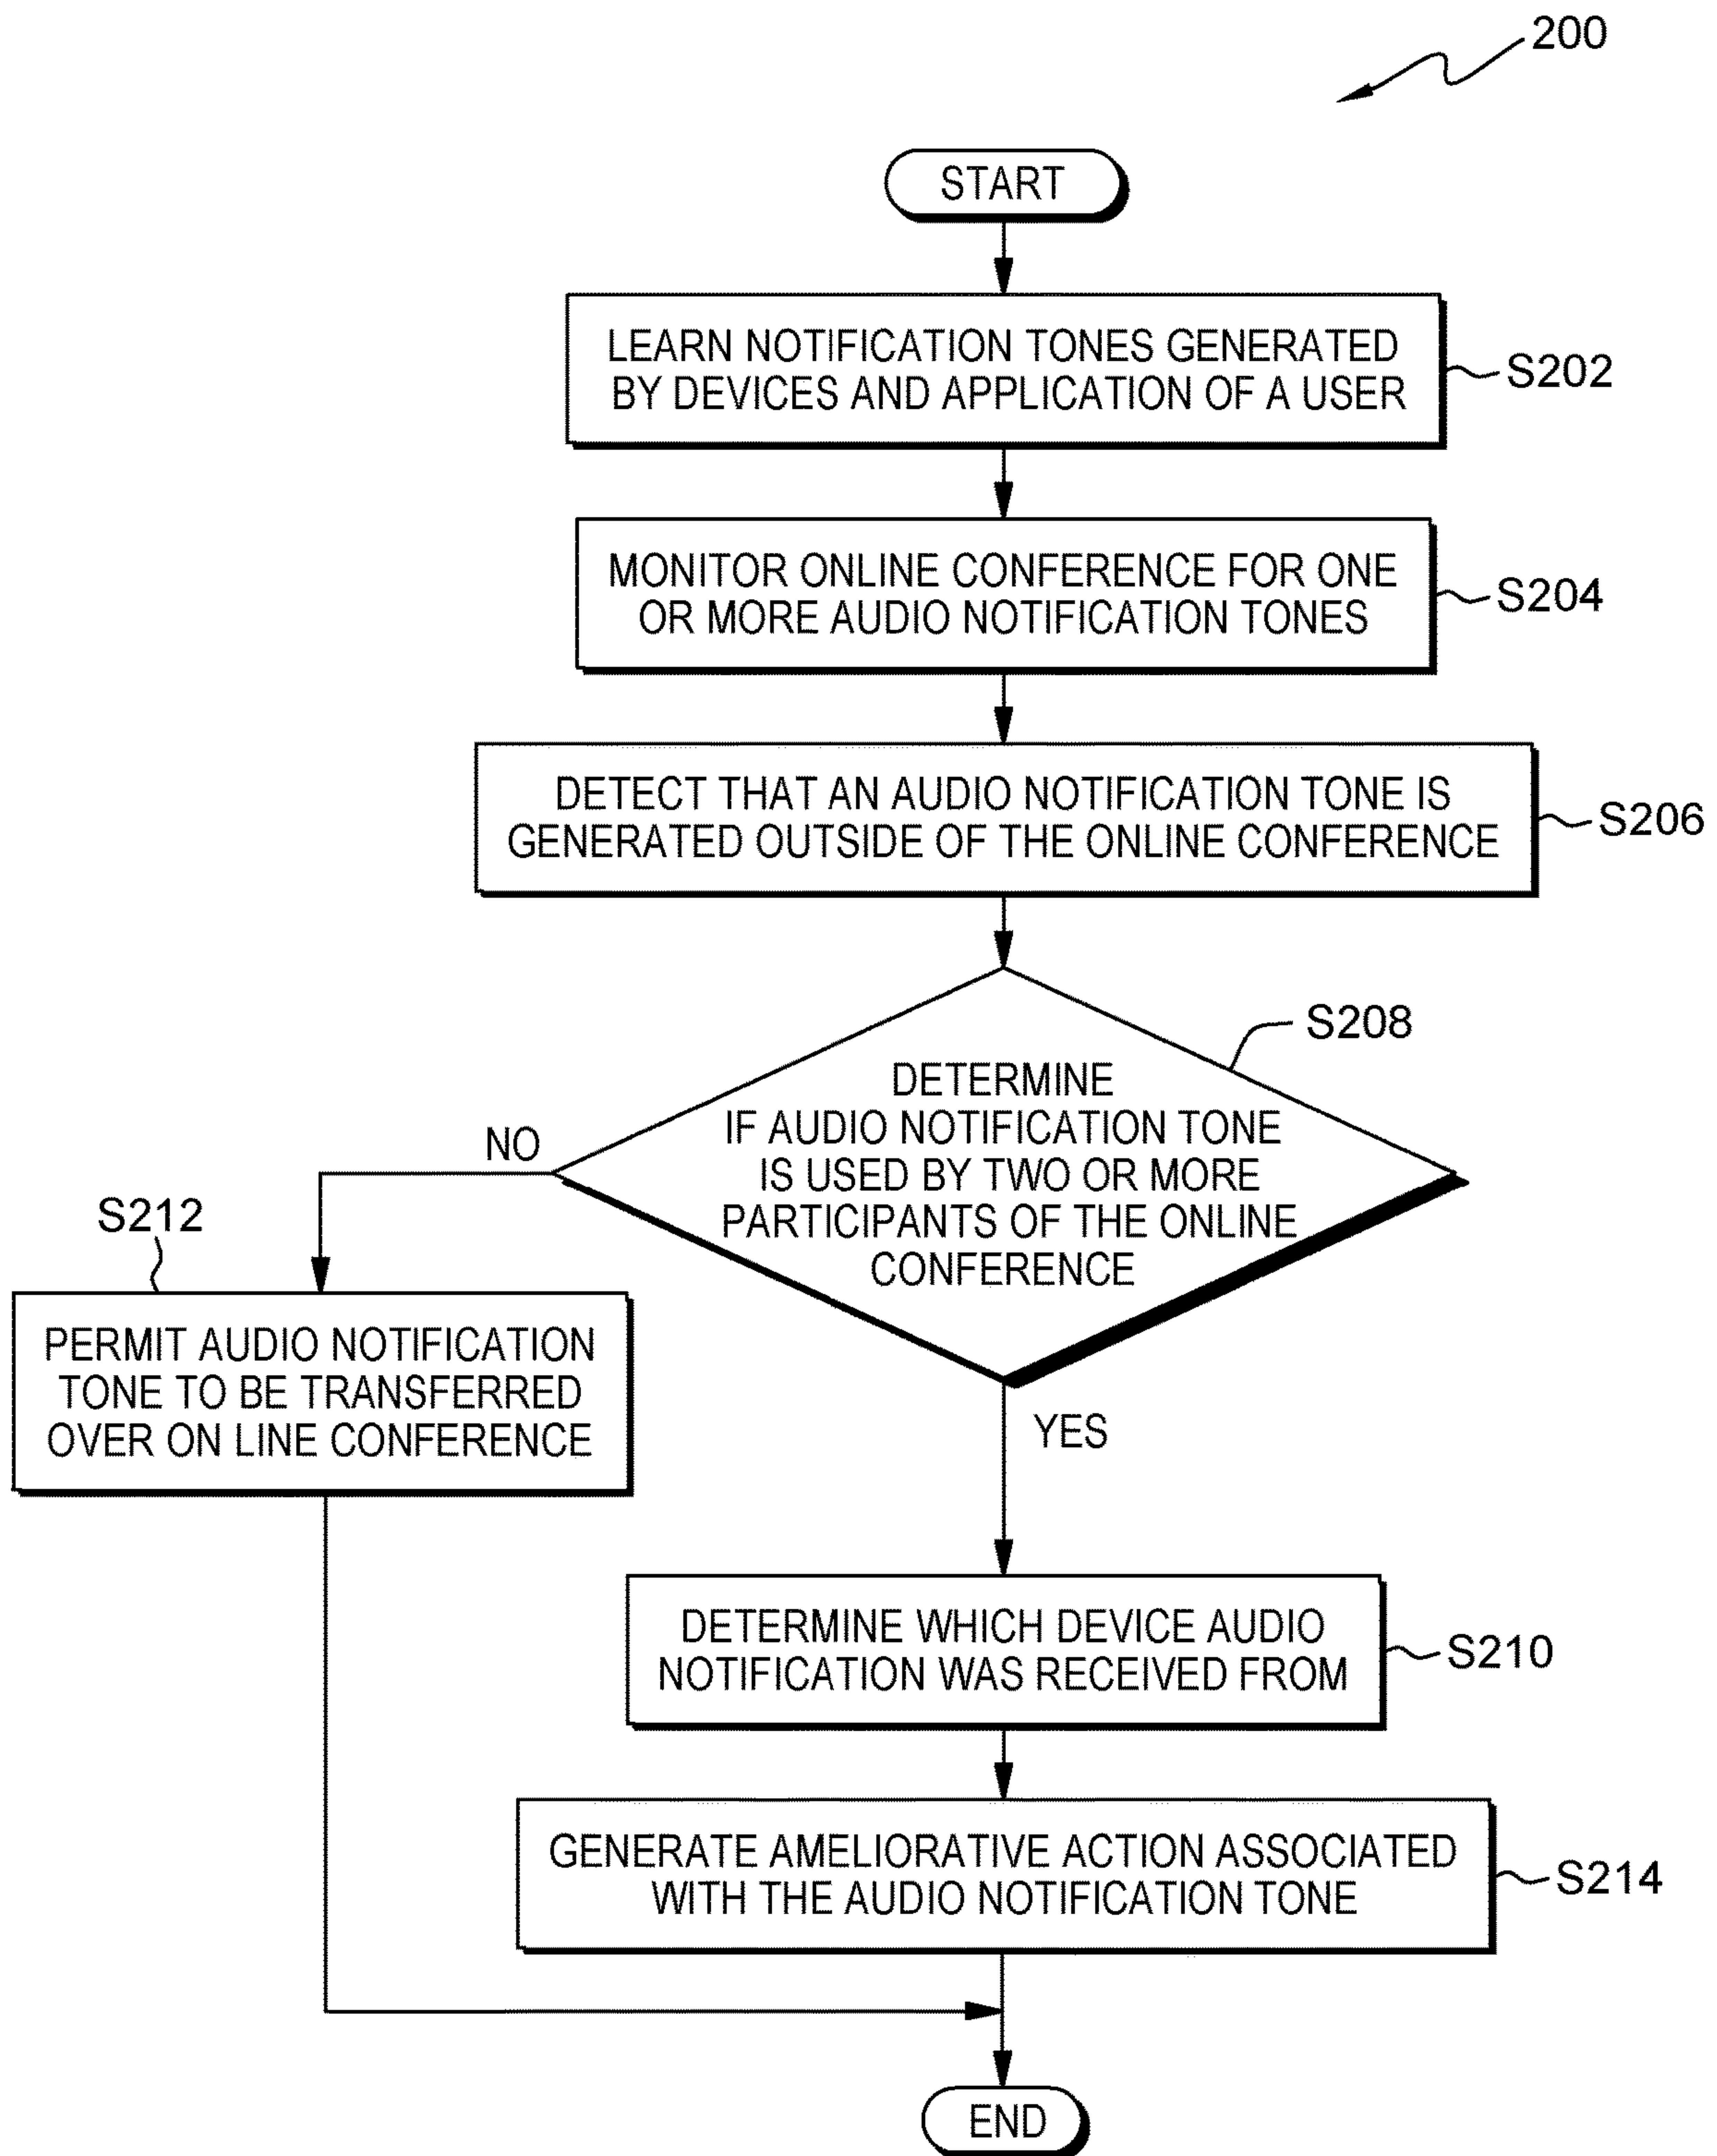 200
START
LEARN NOTIFICATION TONES GENERATED
BY DEVICES AND APPLICATION OF A USER
S202
MONITOR ONLINE CONFERENCE FOR ONE
OR MORE AUDIO NOTIFICATION TONES
S204
DETECT THAT AN AUDIO NOTIFICATION TONE IS
GENERATED OUTSIDE OF THE ONLINE CONFERENCE
S206
S208
DETERMINE
IF AUDIO NOTIFICATION TONE
IS USED BY TWO OR MORE
PARTICIPANTS OF THE ONLINE
CONFERENCE
NO
S212
PERMIT AUDIO NOTIFICATION
TONE TO BE TRANSFERRED
OVER ON LINE CONFERENCE
YES
DETERMINE WHICH DEVICE AUDIO
NOTIFICATION WAS RECEIVED FROM
S210
GENERATE AMELIORATIVE ACTION ASSOCIATED
WITH THE AUDIO NOTIFICATION TONE
S214
END